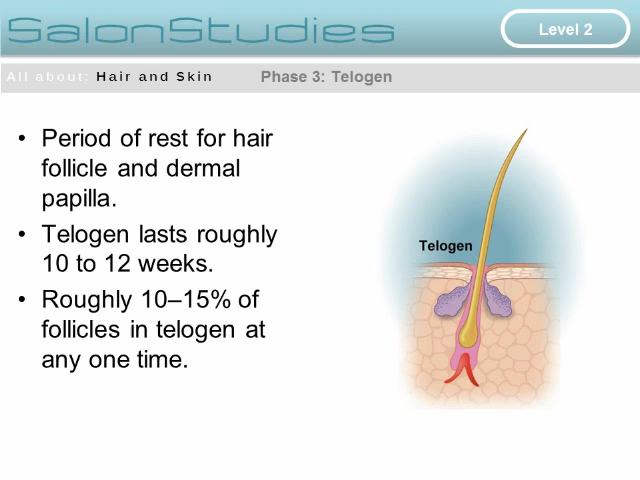 SalonStudies
Level 2
All about: Hair and Skin
Phase 3: Telogen
• Period of rest for hair
follicle and dermal
papilla.
• Telogen lasts roughly
10 to 12 weeks.
• Roughly 10–15% of
follicles in telogen at
any one time.
Telogen